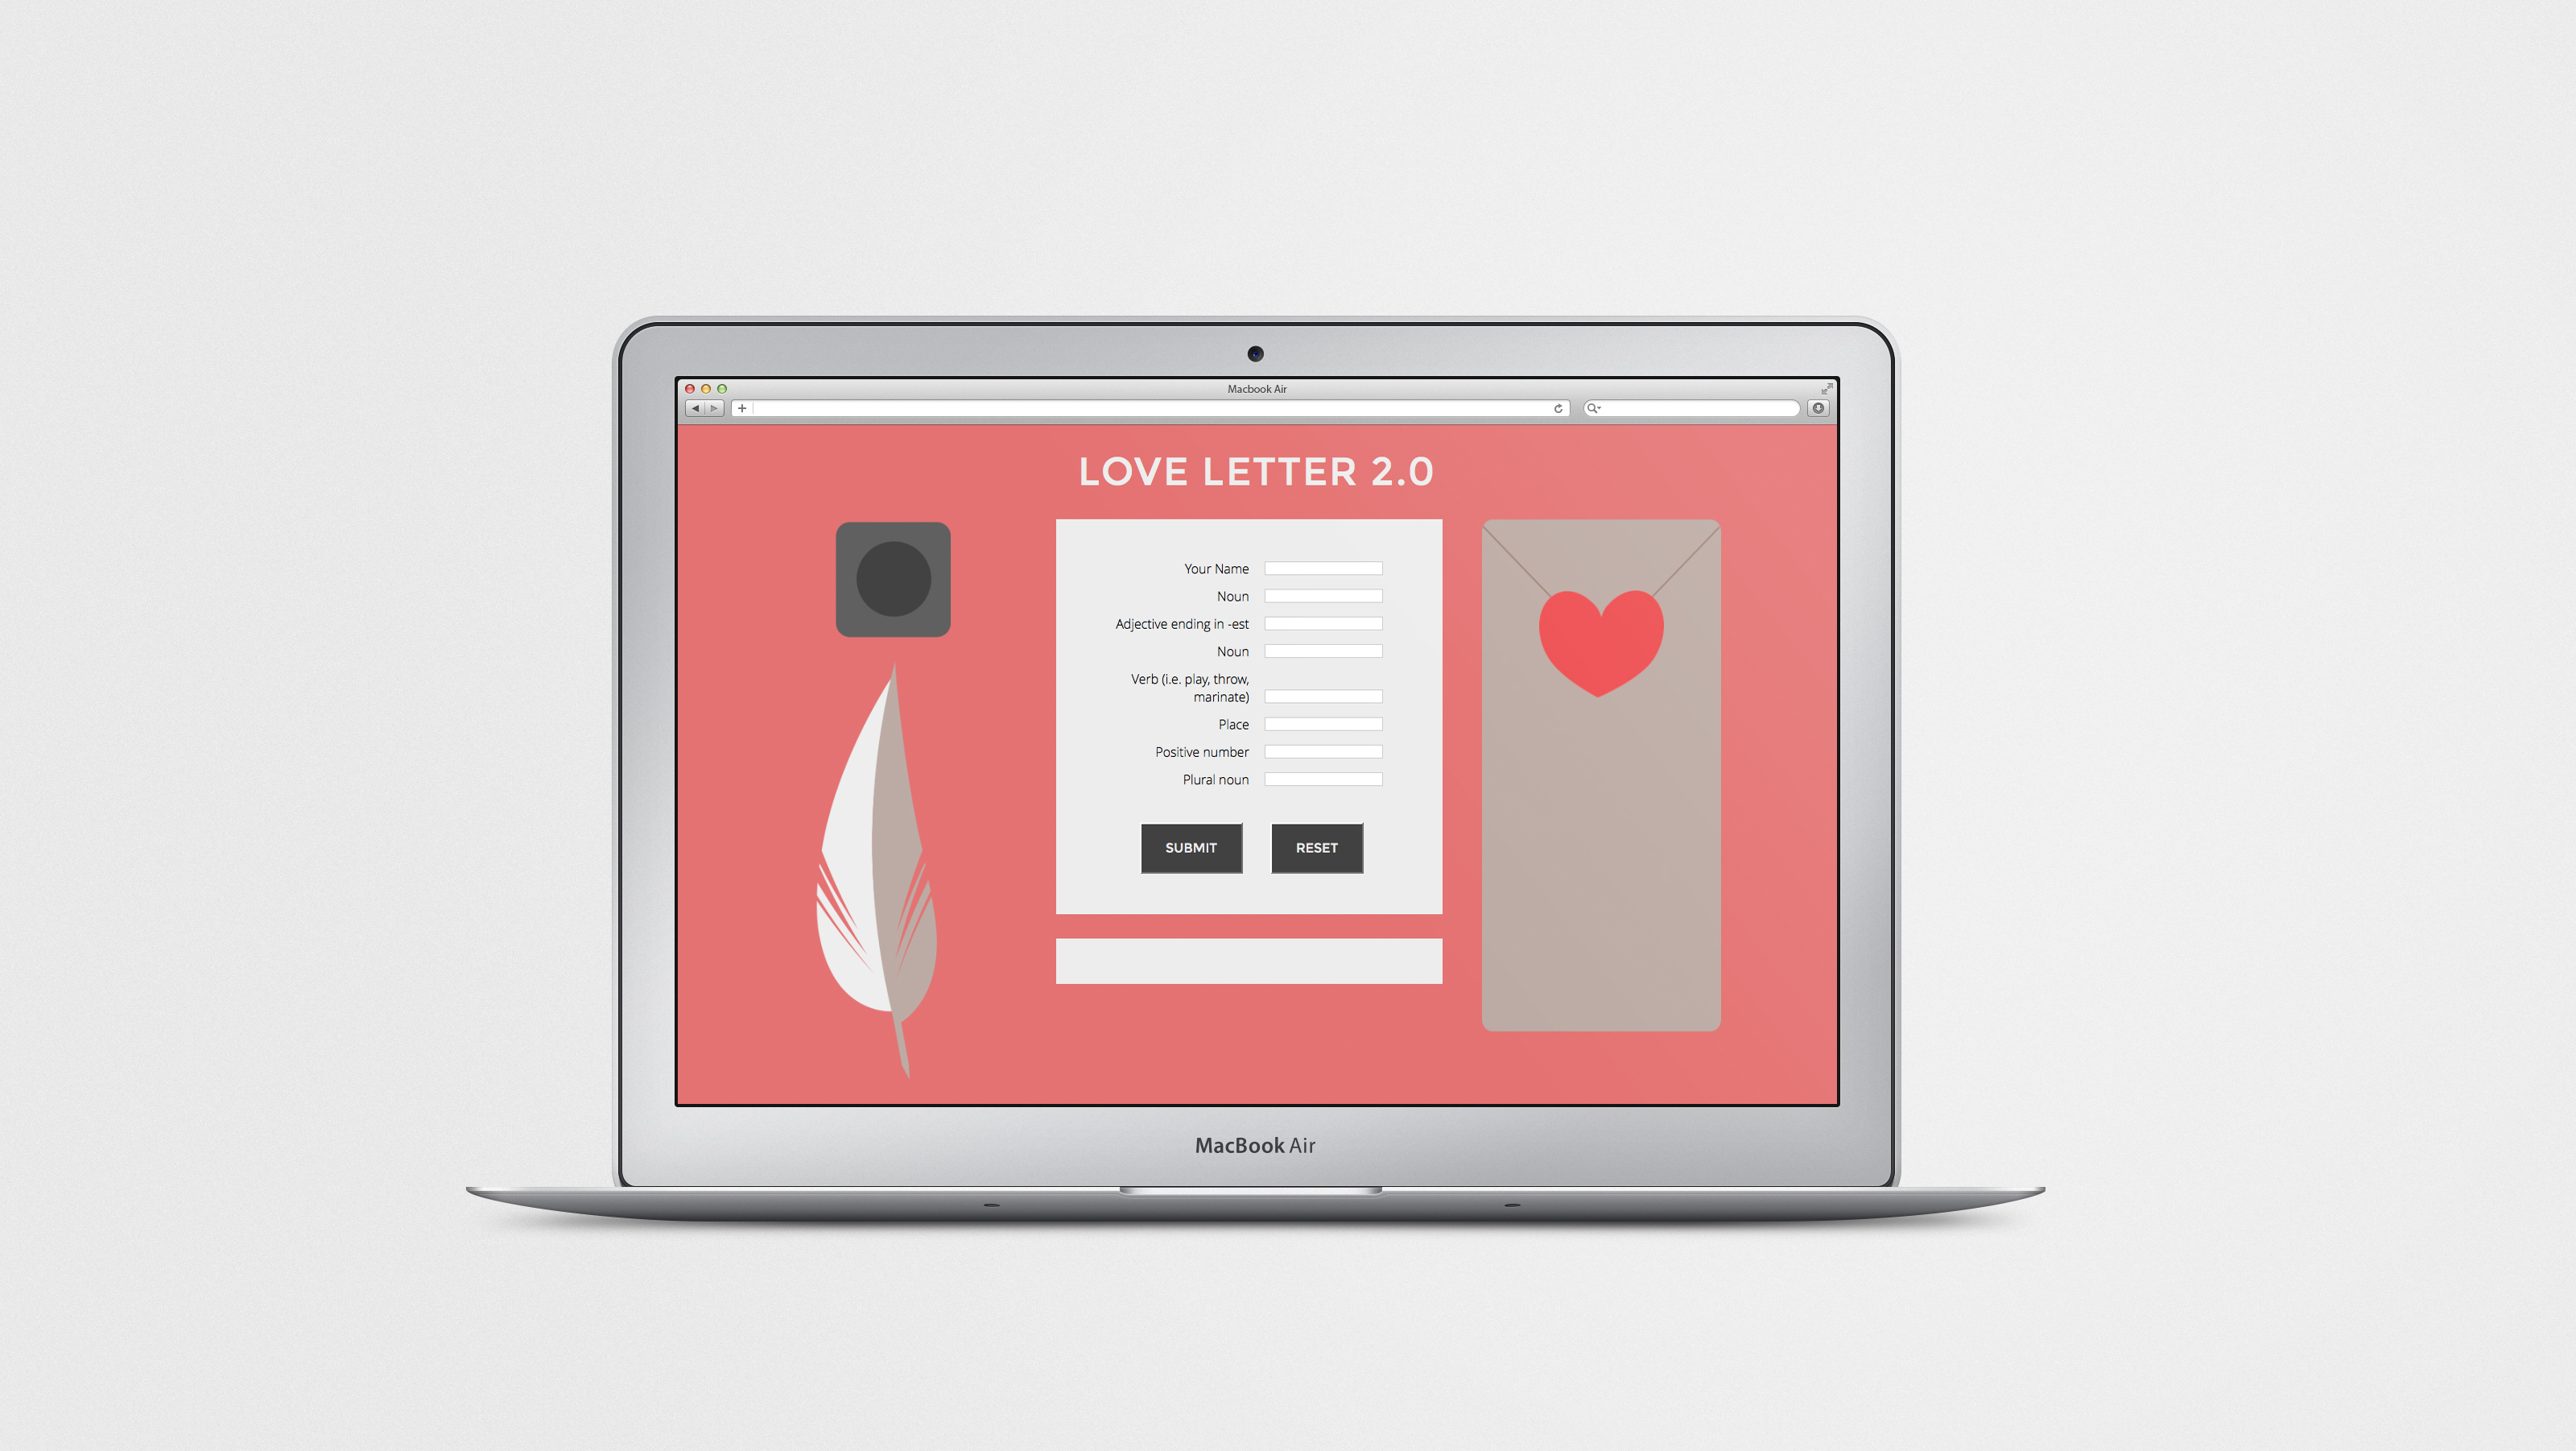 Macbook Air
LOVE LETTER 2.0
Your Name
Noun
Adjective ending in -est
Noun
Verb (i.e. play, throw,
marinate)
Place
Positive number
Plural noun
SUBMIT
RESET
MacBook Air